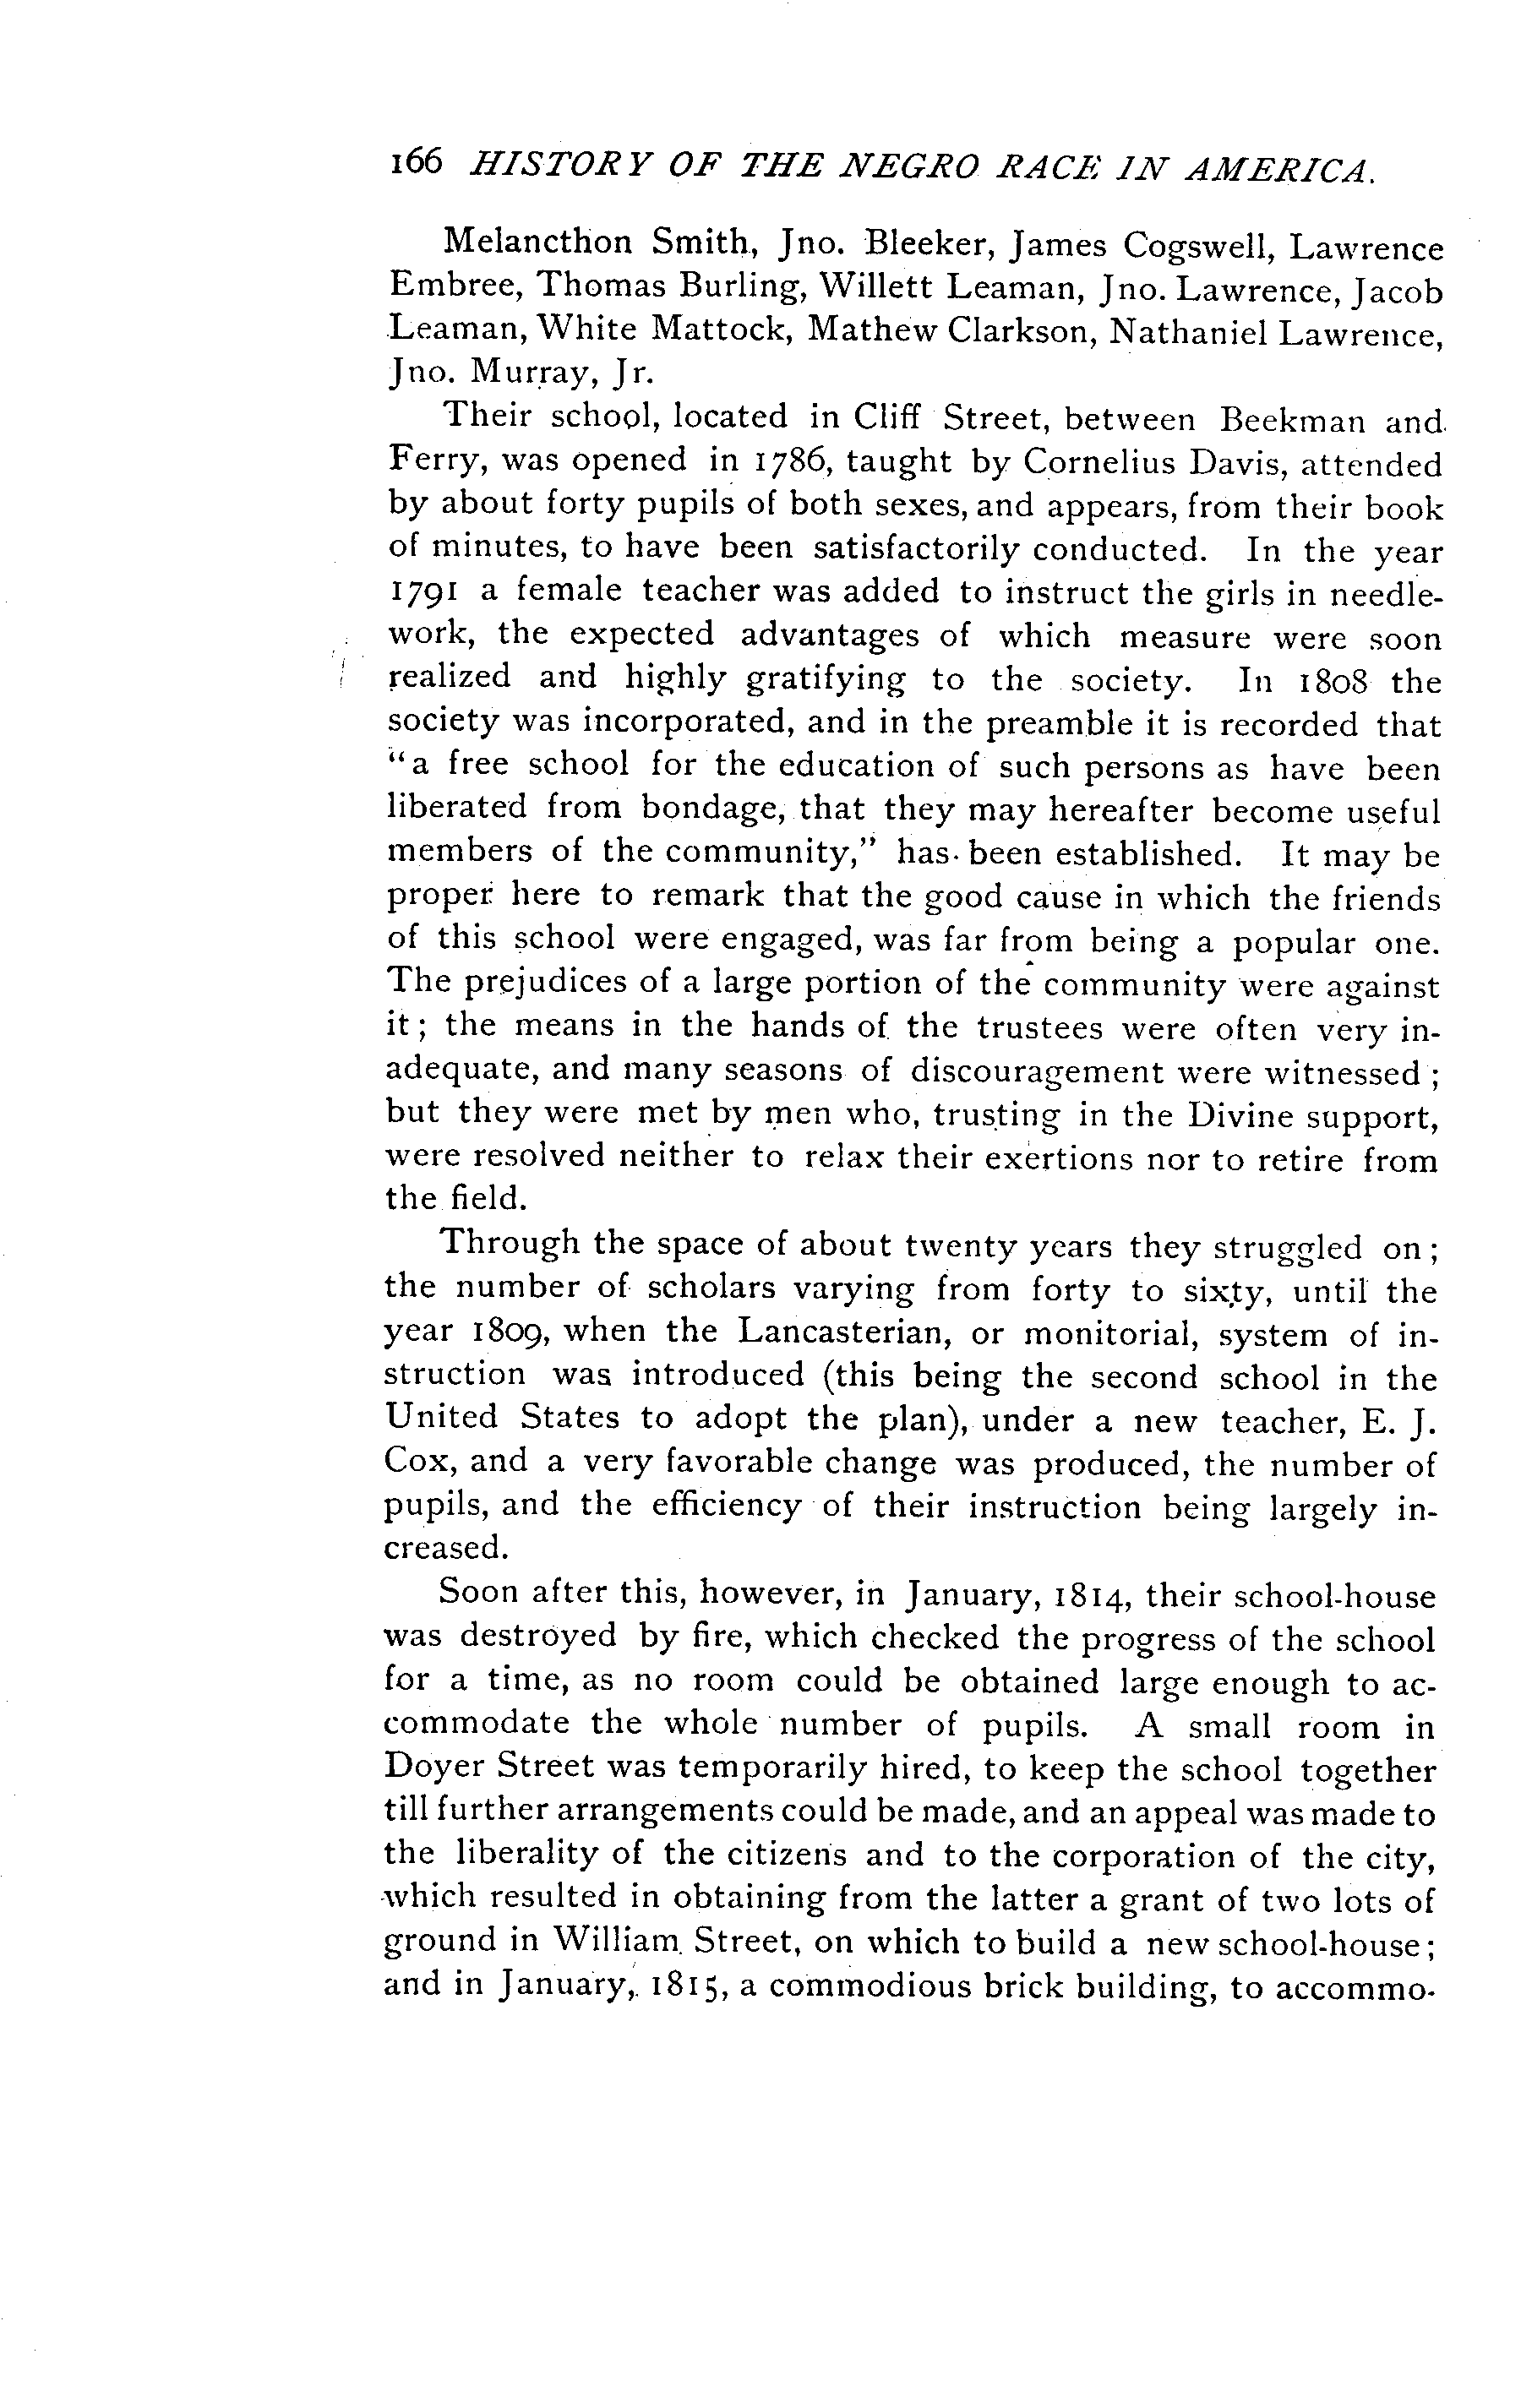 166 HISTORY OF THE NEGRO RACE IN AMERICA.
Melancthon Smith, Jno. Bleeker, James Cogswell, Lawrence
Embree, Thomas Burling, Willett Leaman, Jno. Lawrence, Jacob
Leaman, White Mattock, Mathew Clarkson, Nathaniel Lawrence,
Jno. Murray, Jr.
Their school, located in Cliff Street, between Beekman and
Ferry, was opened in 1786, taught by Cornelius Davis, attended
by about forty pupils of both sexes, and appears, from their book
of minutes, to have been satisfactorily conducted. In the year
1791 a female teacher was added to instruct the girls in needle-
work, the expected advantages of which measure were soon
realized and highly gratifying to the society. In 1808 the
society was incorporated, and in the preamble it is recorded that
"a free school for the education of such persons as have been
liberated from bondage, that they may hereafter become useful
members of the community," has been established. It may be
proper here to remark that the good cause in which the friends
of this school were engaged, was far from being a popular one.
The prejudices of a large portion of the community were against
it; the means in the hands of the trustees were often very in-
adequate, and many seasons of discouragement were witnessed;
but they were met by men who, trusting in the Divine support,
were resolved neither to relax their exertions nor to retire from
the field.
Through the space of about twenty years they struggled on;
the number of scholars varying from forty to sixty, until the
year 1809, when the Lancasterian, or monitorial, system of in-
struction was introduced (this being the second school in the
United States to adopt the plan), under a new teacher, E. J.
Cox, and a very favorable change was produced, the number of
pupils, and the efficiency of their instruction being largely in-
creased.
Soon after this, however, in January, 1814, their school-house
was destroyed by fire, which checked the progress of the school
for a time, as no room could be obtained large enough to ac-
commodate the whole number of pupils. A small room in
Doyer Street was temporarily hired, to keep the school together
till further arrangements could be made, and an appeal was made to
the liberality of the citizens and to the corporation of the city,
which resulted in obtaining from the latter a grant of two lots of
ground in William Street, on which to build a new school-house;
and in January, 1815, a commodious brick building, to accommo-